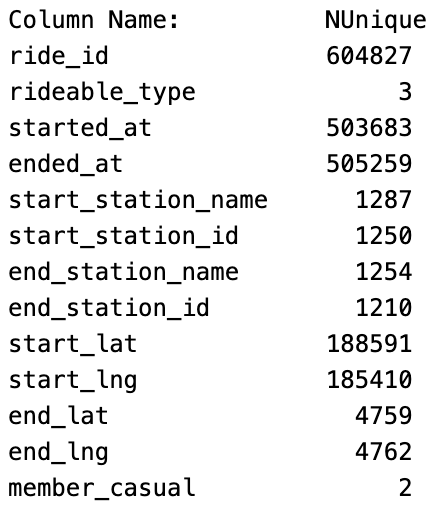 Column Name: NUnique
ride_id 604827
rideable_type 3
started_at 503683
ended_at 505259
start_station_name 1287
start_station_id 1250
end_station_name 1254
end_station_id 1210
start_lat 188591
start_lng 185410
end_lat 4759
end_lng 4762
member_casual 2